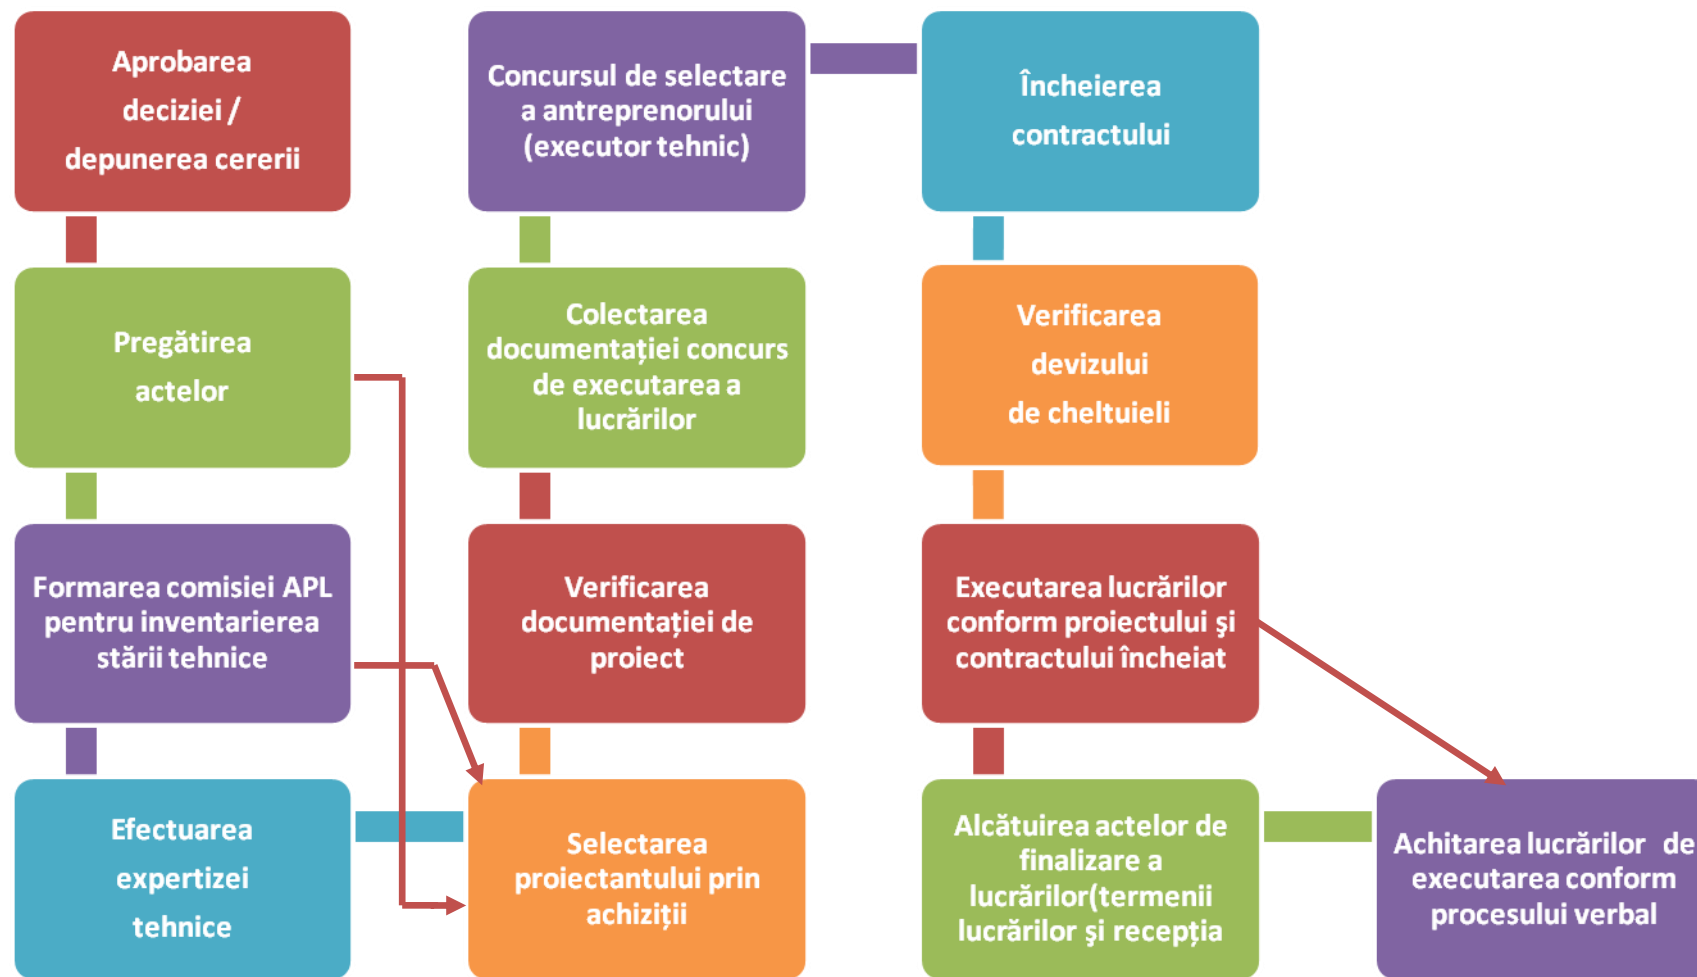 Aprobarea
deciziei /
depunerea cererii
Pregătirea
actelor
Formarea comisiei APL
pentru inventarierea
stării tehnice
Efectuarea
expertizei
tehnice
Selectarea
proiectantului prin
achiziții
Verificarea
documentației de
proiect
Colectarea
documentației concurs
de executarea a
lucrărilor
Concursul de selectare
a antreprenorului
(executor tehnic)
Încheierea
contractului
Verificarea
devizului
de cheltuieli
Executarea lucrărilor
conform proiectului şi
contractului încheiat
Alcătuirea actelor de
finalizare a
lucrărilor(termenii
lucrărilor şi recepția
Achitarea lucrărilor de
executarea conform
procesului verbal